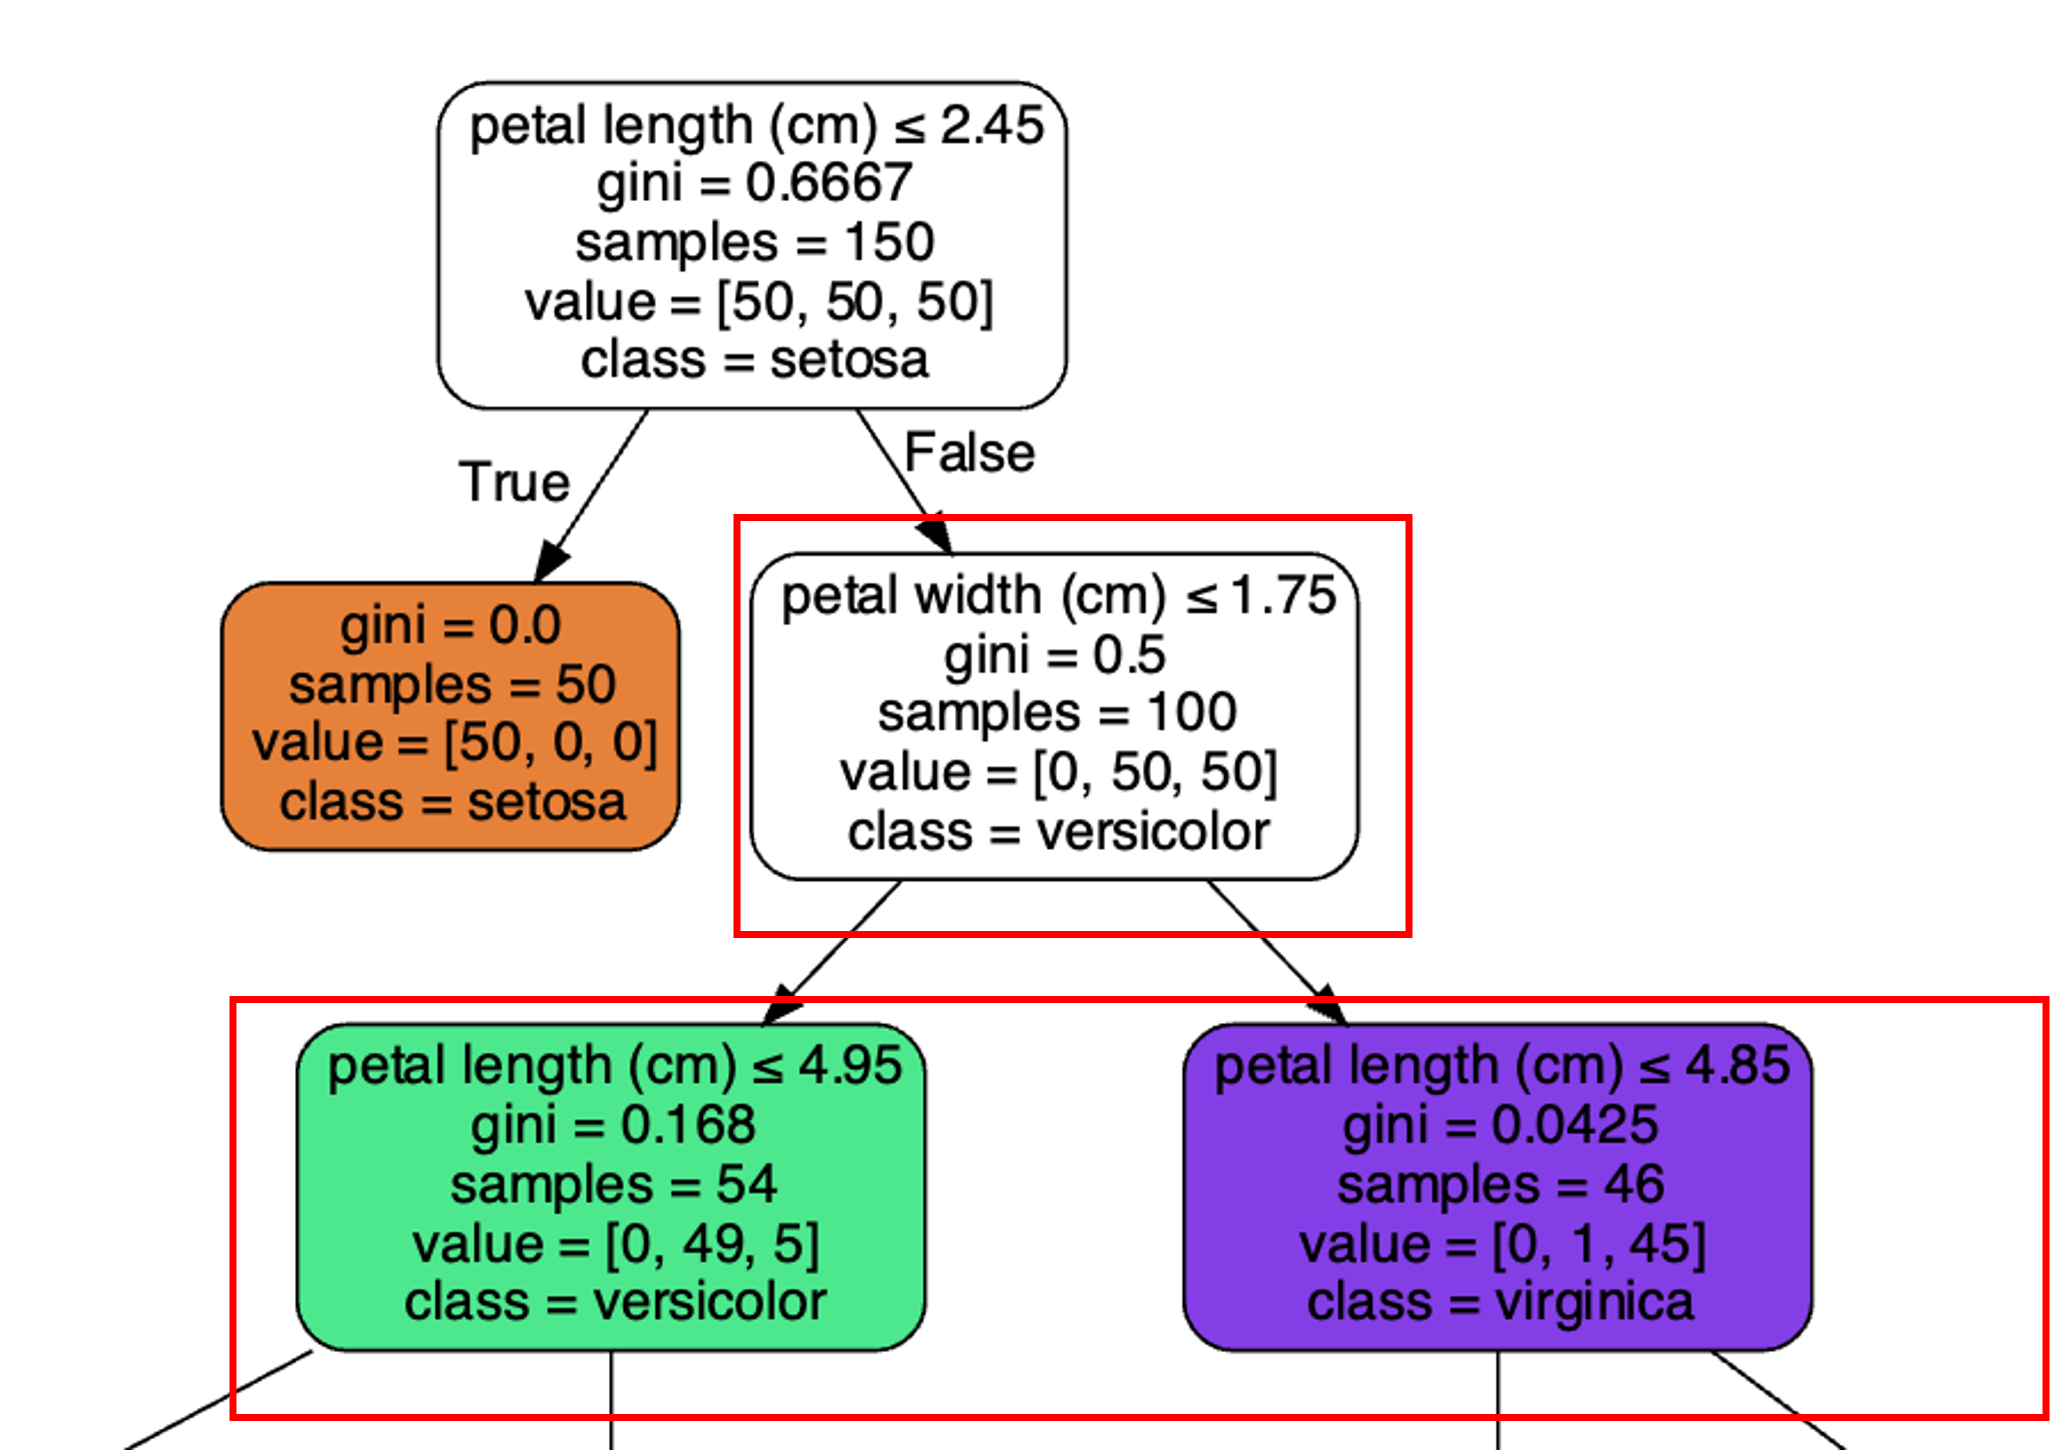 petal length (cm) ≤ 2.45
gini = 0.6667
samples = 150
value = [50, 50, 50]
class = setosa
True
False
gini = 0.0
samples = 50
value = [50, 0, 0]
class = setosa
petal width (cm) ≤ 1.75
gini = 0.5
samples = 100
value = [0, 50, 50]
class = versicolor
petal length (cm) ≤ 4.95
gini = 0.168
samples = 54
value = [0, 49, 5]
class = versicolor
petal length (cm) ≤ 4.85
gini = 0.0425
samples = 46
value = [0, 1, 45]
class = virginica